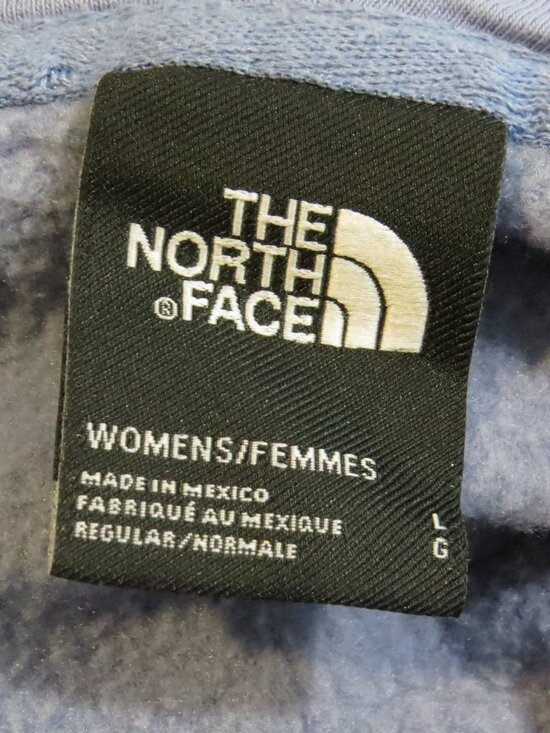 THE
NORTH
®FACE
WOMENS/FEMMES
MADE IN MEXICO
FABRIQUÉ AU MEXIQUE L
REGULAR/NORMALE G